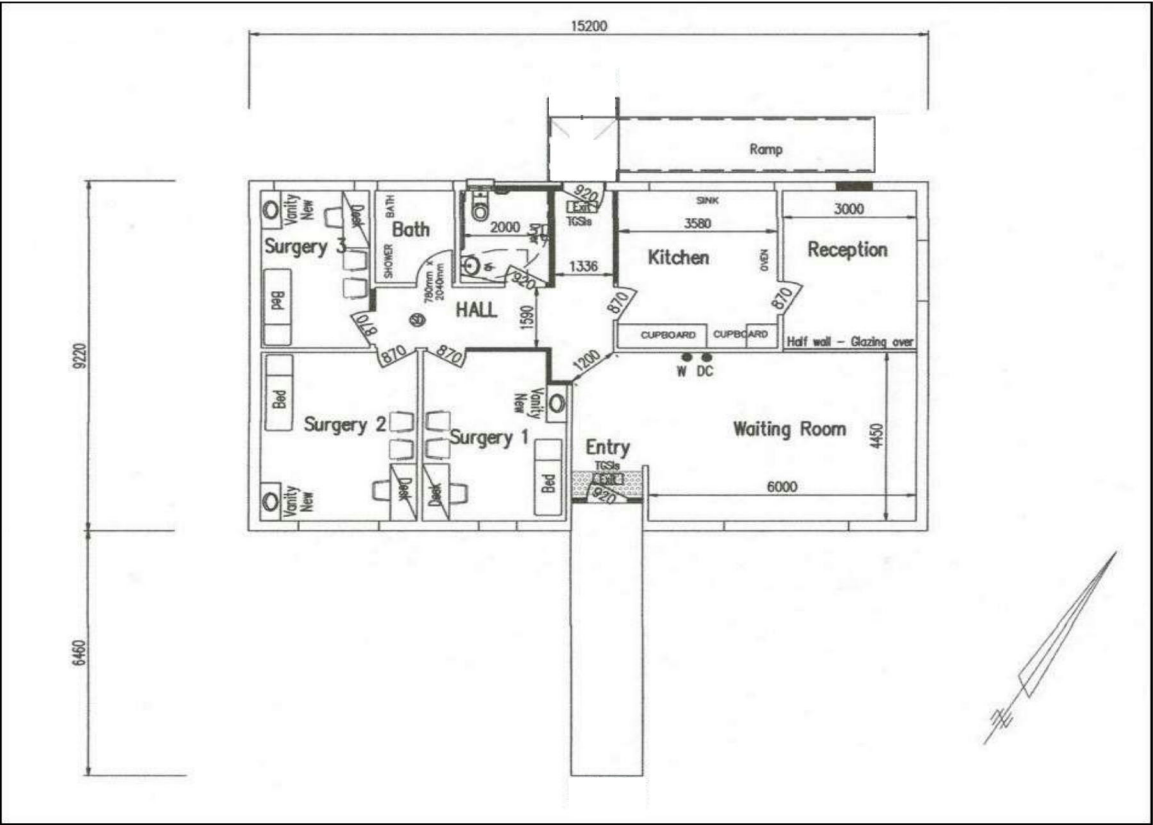 15200
Ramp
920
Exit
TGSIs
SINK
3580
3000
Vanity
New
Desk
BATH
Bath
SHOWER
2000
1336
Kitchen
OVEN
Reception
Surgery 3
920
780mm x
2040mm
870
870
Bed
HALL
SD
1590
870
CUPBOARD
CUPBOARD
Half wall - Glazing over
9220
870
870
1200
W DC
Bed
Vanity
New
Surgery 2
Surgery 1
Entry
Waiting Room
4450
TGSIs
Exit
920
6000
Vanity
New
Desk
Desk
Bed
6460